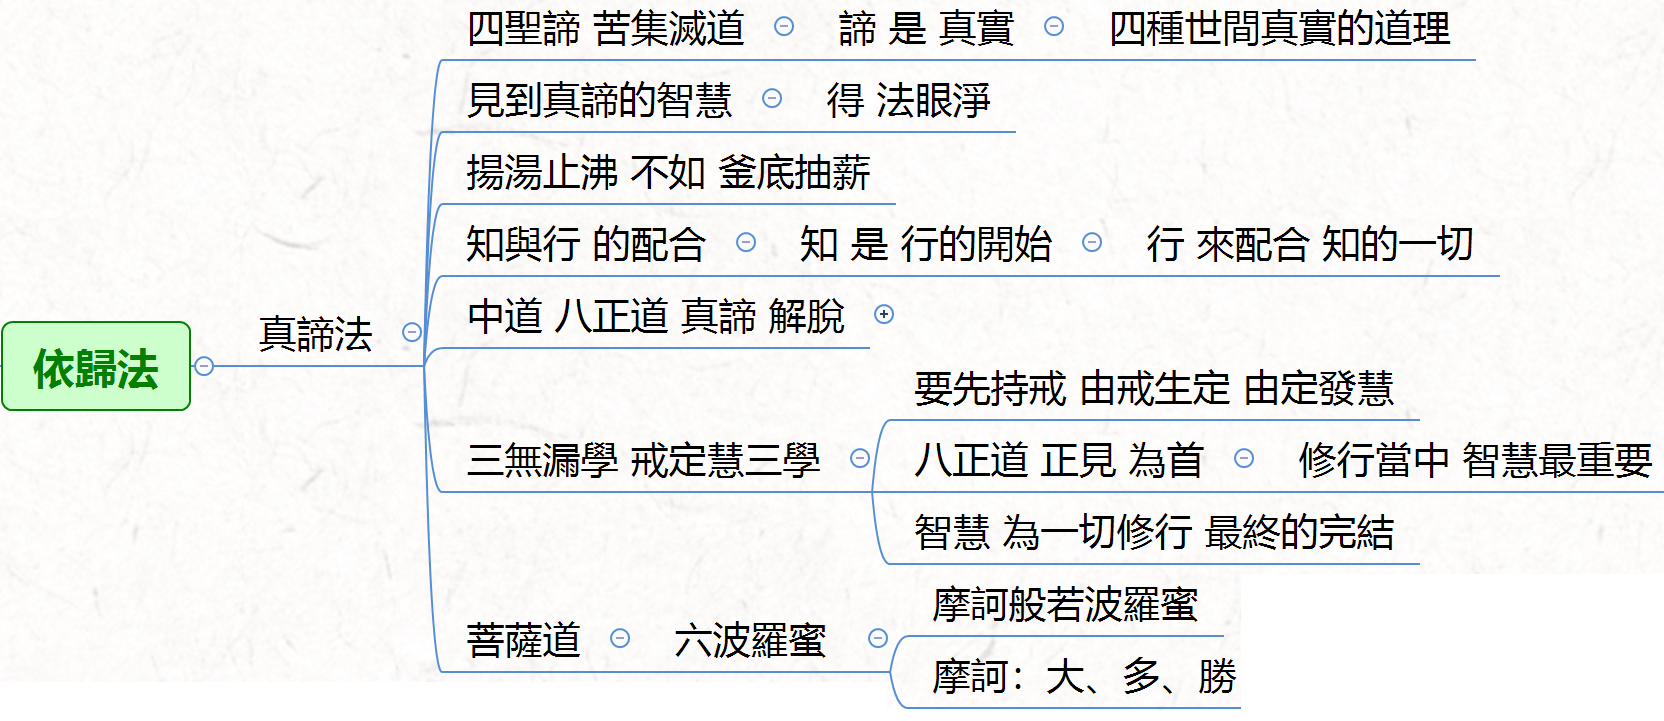 四聖諦 苦集滅道 諦 是 真實 四種世間真實的道理
見到真諦的智慧 得 法眼淨
揚湯止沸 不如 釜底抽薪
知與行 的配合 知 是 行的開始 行 來配合 知的一切
中道 八正道 真諦 解脫
真諦法
依歸法
要先持戒 由戒生定 由定發慧
三無漏學 戒定慧三學
八正道 正見 為首 修行當中 智慧最重要
智慧 為一切修行 最終的完結
摩訶般若波羅蜜
菩薩道 六波羅蜜
摩訶：大、多、勝